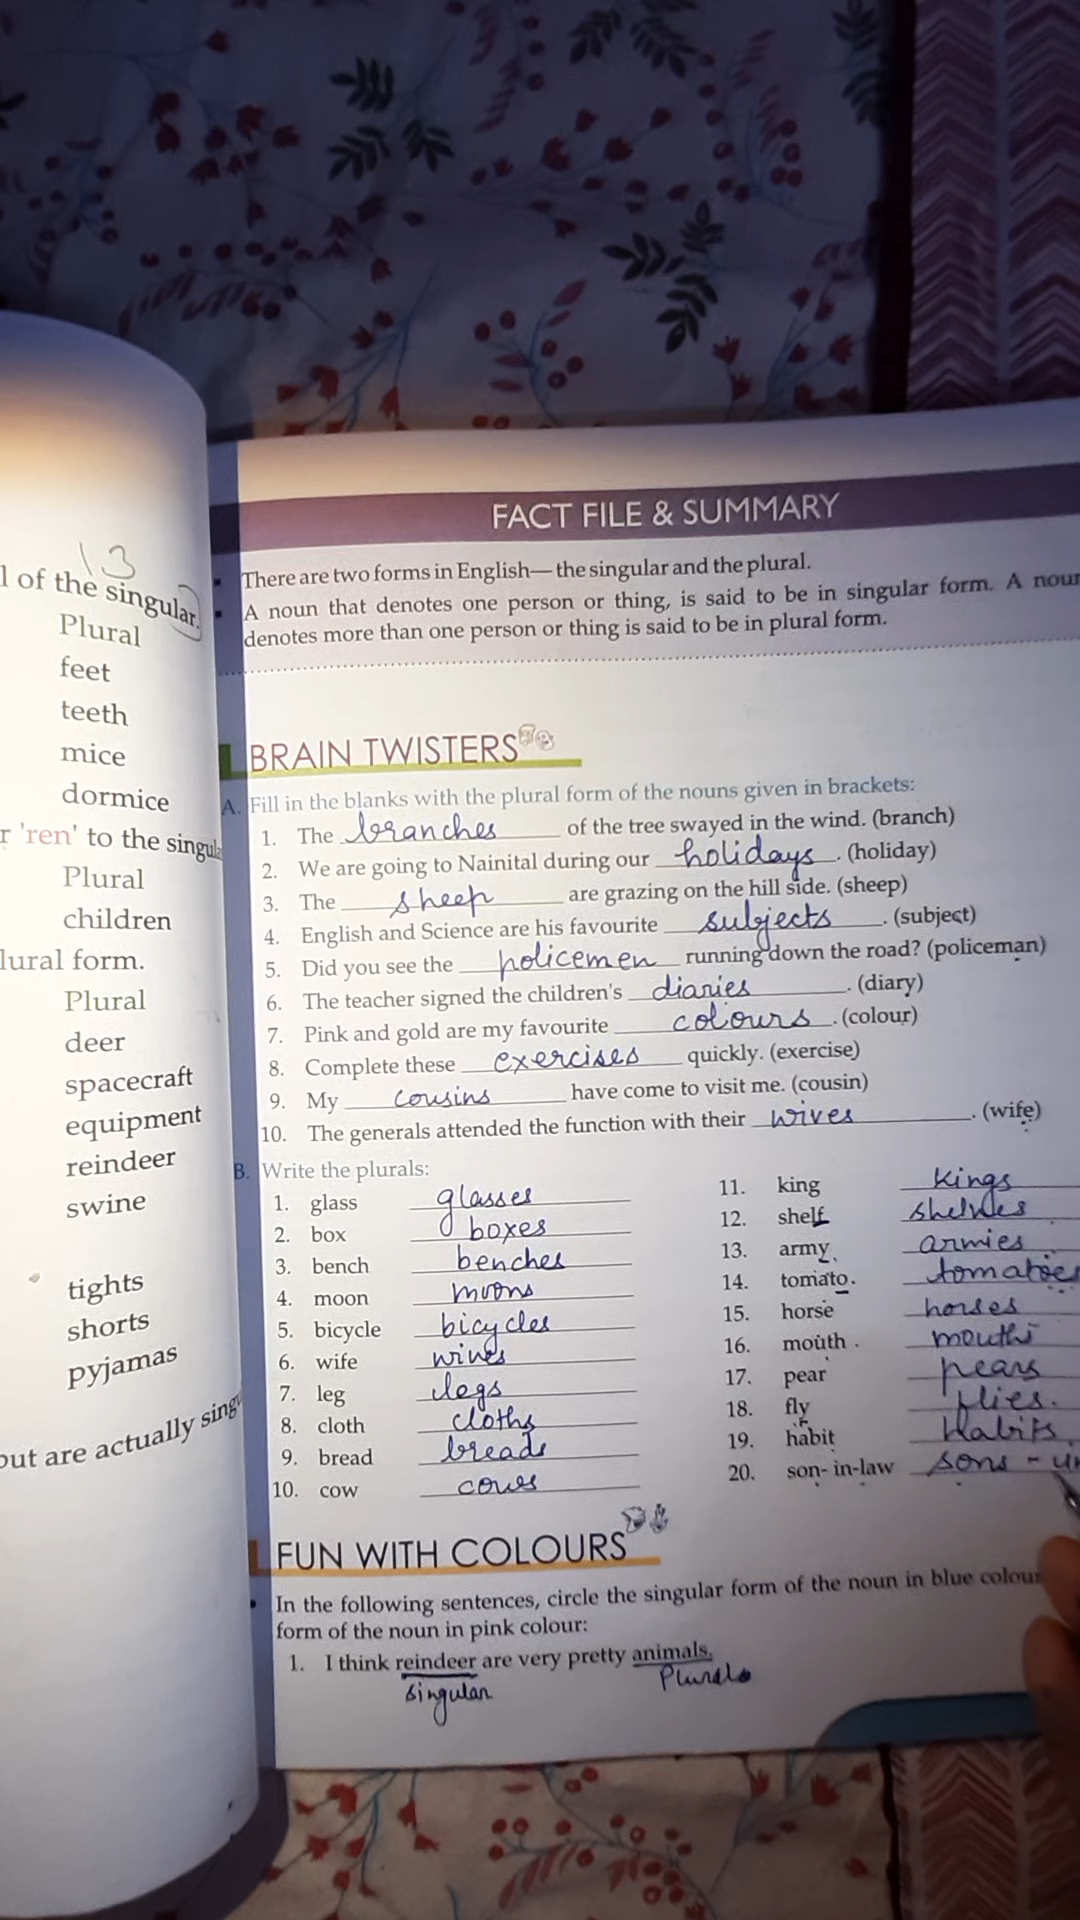 13
l of the singular.
Plural
feet
teeth
mice
dormice
r 'ren' to the
Plural
children
lural form.
Plural
deer
spacecraft
equipment
reindeer
swine
tights
shorts
pyjamas
but are actually
FACT FILE & SUMMARY
There are two forms in English— the singular and the plural.
A noun that denotes one person or thing, is said to be in singular form. A noun
denotes more than one person or thing is said to be in plural form.
BRAIN TWISTERS
A. Fill in the blanks with the plural form of the nouns given in brackets:
1. The branches of the tree swayed in the wind. (branch)
2. We are going to Nainital during our holidays. (holiday)
3. The sheep are grazing on the hill side. (sheep)
4. English and Science are his favourite subjects. (subject)
5. Did you see the policemen running down the road? (policeman)
6. The teacher signed the children's diaries. (diary)
7. Pink and gold are my favourite colours. (colour)
8. Complete these exercises quickly. (exercise)
9. My cousins have come to visit me. (cousin)
10. The generals attended the function with their wives. (wife)
B. Write the plurals:
1. glass glasses
2. box boxes
3. bench benches
4. moon moons
5. bicycle bicycles
6. wife wives
7. leg legs
8. cloth cloths
9. bread breads
10. cow cows
11. king kings
12. shelf shelves
13. army armies
14. tomato. tomatoes
15. horse horses
16. mouth. mouths
17. pear pears
18. fly flies.
19. habit Habits
20. son- in-law sons - in
FUN WITH COLOURS
In the following sentences, circle the singular form of the noun in blue
form of the noun in pink colour:
1. I think reindeer are very pretty animals.
Singular Plural